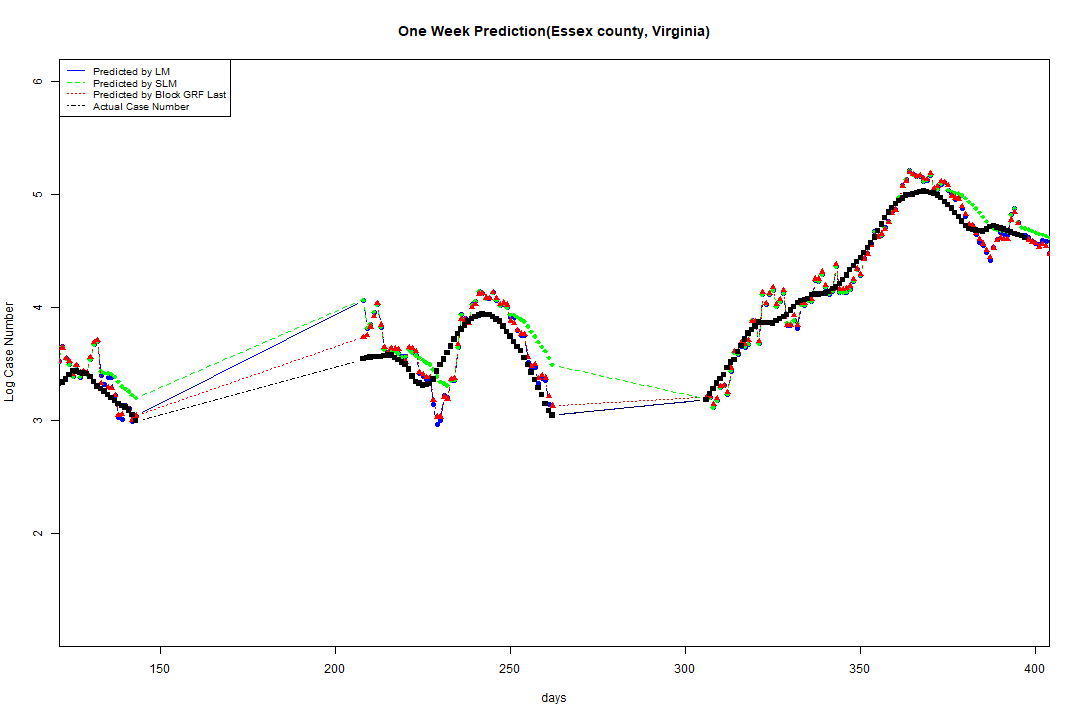 One Week Prediction(Essex county, Virginia)
Predicted by LM
Predicted by SLM
Predicted by Block GRF Last
Actual Case Number
6
5
4
3
2
Log Case Number
150 200 250 300 350 400
days